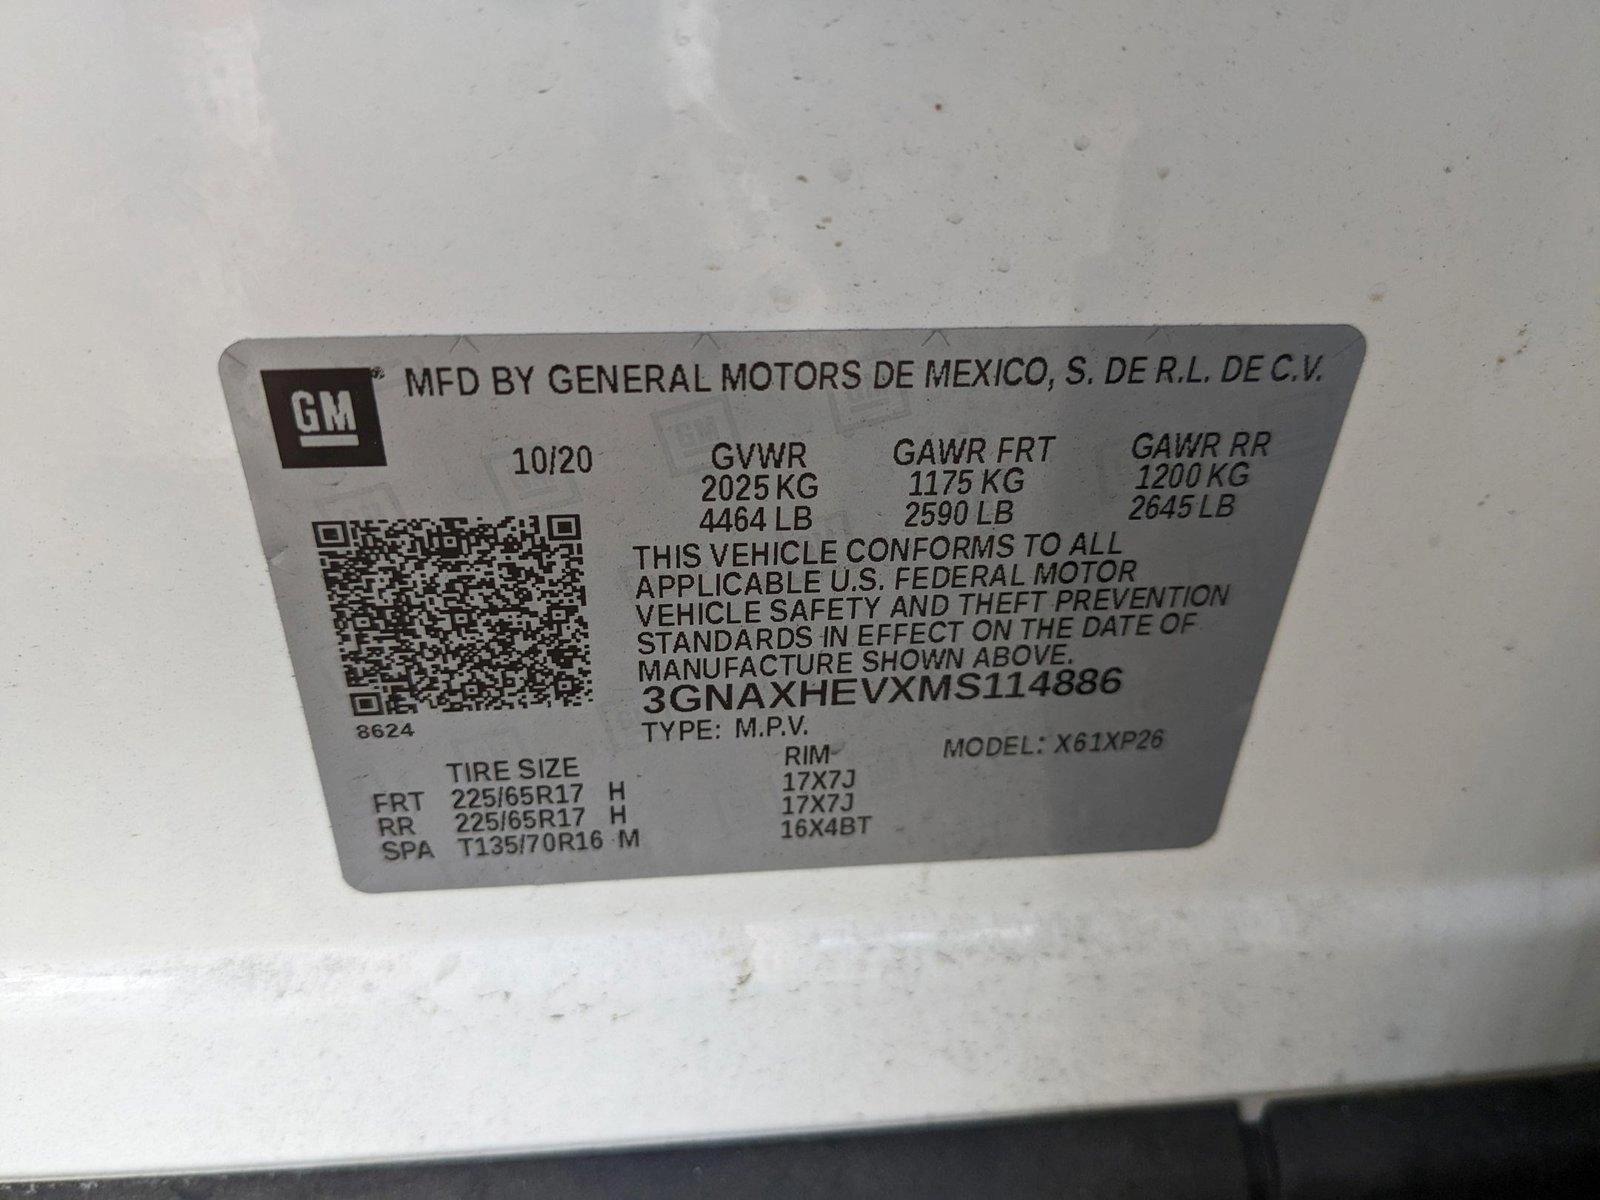 GM ® MFD BY GENERAL MOTORS DE MEXICO, S. DE R.L. DE C.V.
10/20 GVWR GAWR FRT GAWR RR
2025 KG 1175 KG 1200 KG
4464 LB 2590 LB 2645 LB
THIS VEHICLE CONFORMS TO ALL
APPLICABLE U.S. FEDERAL MOTOR
VEHICLE SAFETY AND THEFT PREVENTION
STANDARDS IN EFFECT ON THE DATE OF
MANUFACTURE SHOWN ABOVE.
3GNAXHEVXMS114886
8624 TYPE: M.P.V. MODEL: X61XP26
TIRE SIZE RIM
FRT 225/65R17 H 17X7J
RR 225/65R17 H 17X7J
SPA T135/70R16 M 16X4BT